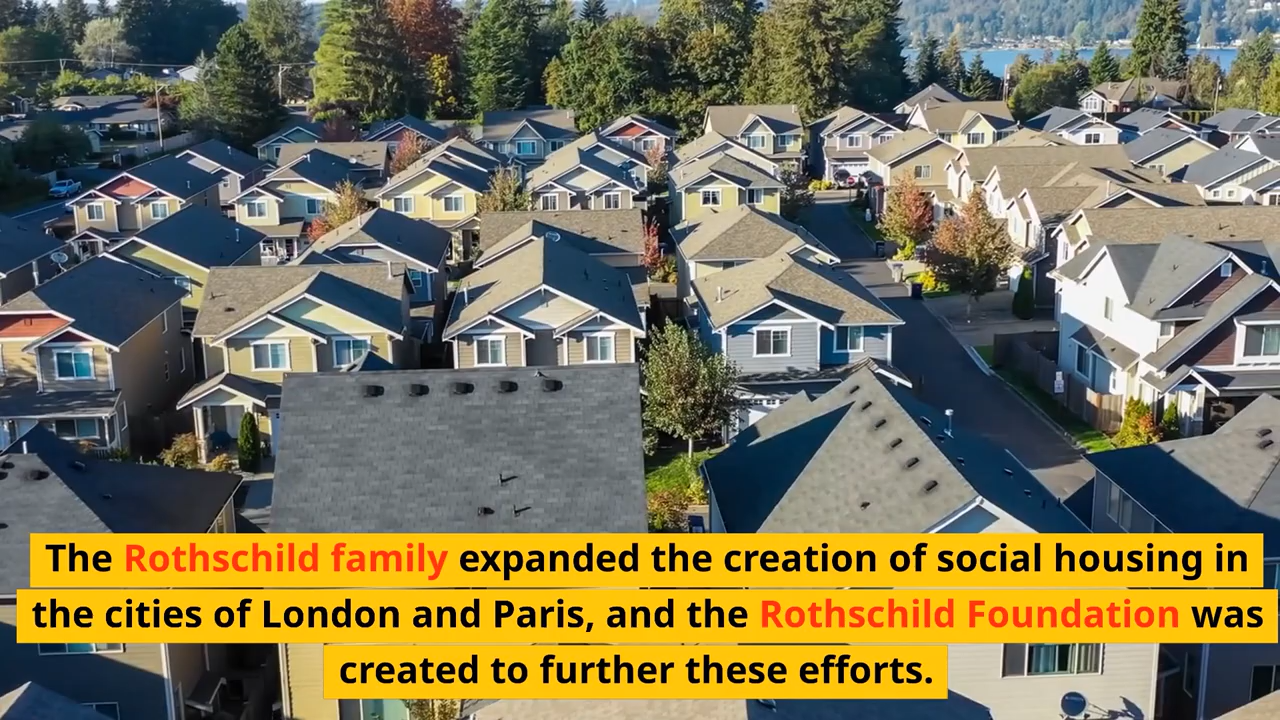 The Rothschild family expanded the creation of social housing in
the cities of London and Paris, and the Rothschild Foundation was
created to further these efforts.